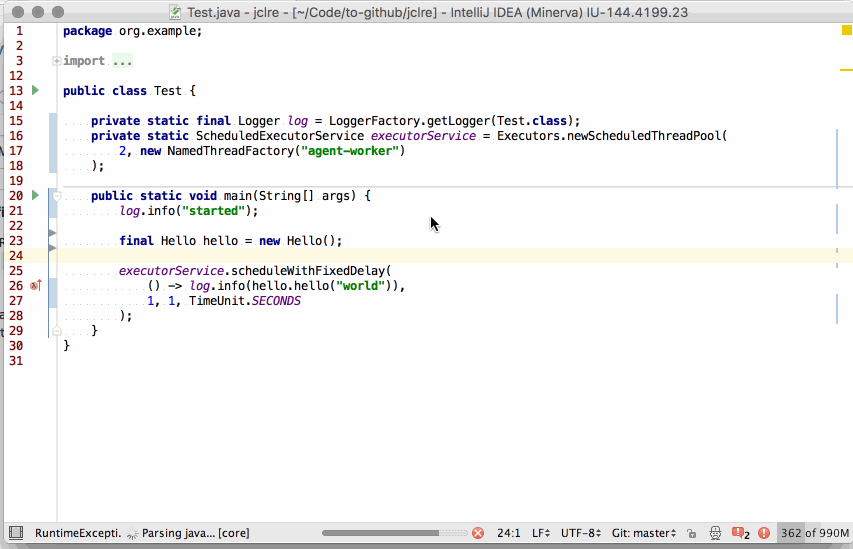 Test.java - jclre - [~/Code/to-github/jclre] - IntelliJ IDEA (Minerva) IU-144.4199.23
1 package org.example;
2
3 import ...
12
13 public class Test {
14
15 private static final Logger log = LoggerFactory.getLogger(Test.class);
16 private static ScheduledExecutorService executorService = Executors.newScheduledThreadPool(
17 2, new NamedThreadFactory("agent-worker")
18 );
19
20 public static void main(String[] args) {
21 log.info("started");
22
23 final Hello hello = new Hello();
24
25 executorService.scheduleWithFixedDelay(
26 () -> log.info(hello.hello("world")),
27 1, 1, TimeUnit.SECONDS
28 );
29 }
30 }
31
RuntimeExcepti. Parsing java... [core] 24:1 LF UTF-8 Git: master 2 362 of 990M